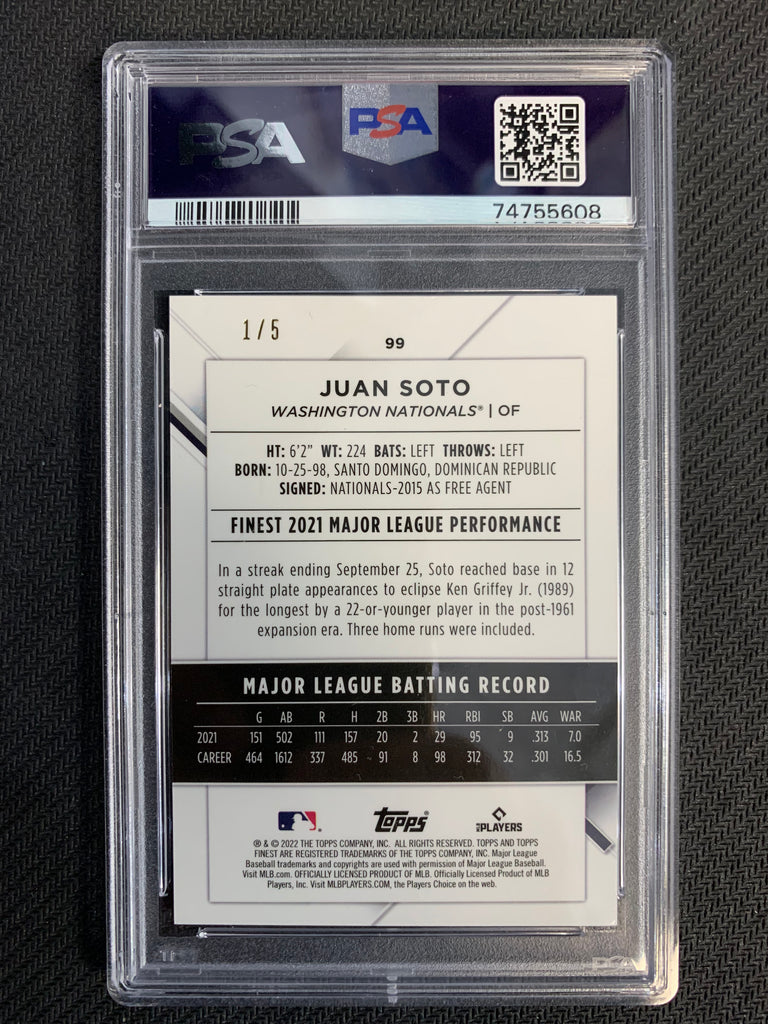 PSA PSA
74755608
1/5
99
JUAN SOTO
WASHINGTON NATIONALS® | OF
HT: 6'2" WT: 224 BATS: LEFT THROWS: LEFT
BORN: 10-25-98, SANTO DOMINGO, DOMINICAN REPUBLIC
SIGNED: NATIONALS-2015 AS FREE AGENT
FINEST 2021 MAJOR LEAGUE PERFORMANCE
In a streak ending September 25, Soto reached base in 12
straight plate appearances to eclipse Ken Griffey Jr. (1989)
for the longest by a 22-or-younger player in the post-1961
expansion era. Three home runs were included.
MAJOR LEAGUE BATTING RECORD
G AB R H 2B 3B HR RBI SB AVG WAR
2021 151 502 111 157 20 2 29 95 9 .313 7.0
CAREER 464 1612 337 485 91 8 98 312 32 .301 16.5
Topps PLAYERS
® & © 2022 THE TOPPS COMPANY, INC. ALL RIGHTS RESERVED. TOPPS AND TOPPS
FINEST ARE REGISTERED TRADEMARKS OF THE TOPPS COMPANY, INC. Major League
Baseball trademarks and copyrights are used with permission of Major League Baseball.
Visit MLB.com. OFFICIALLY LICENSED PRODUCT OF MLB. Officially Licensed Product of MLB
Players, Inc. Visit MLBPLAYERS.COM, the Players Choice on the web.